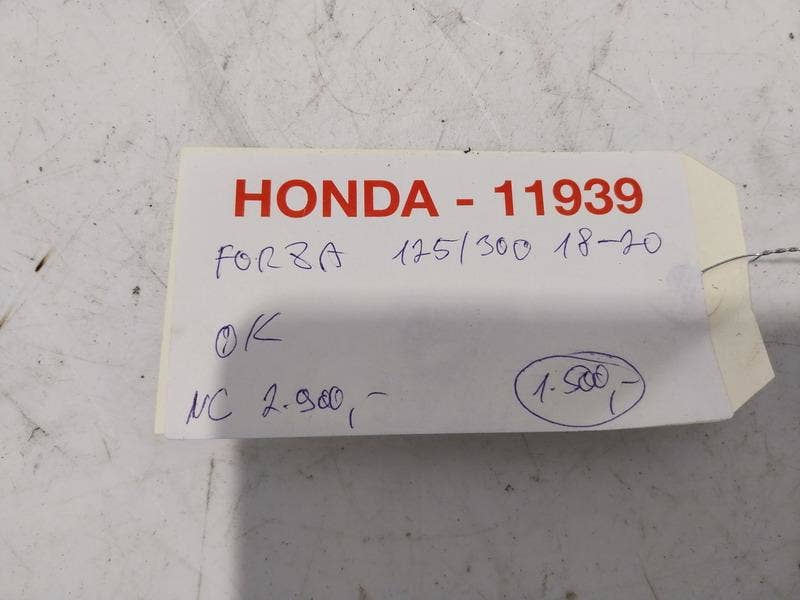 HONDA - 11939
FORZA 125/300 18-20
OK
NC 2.900,-
1.500,-